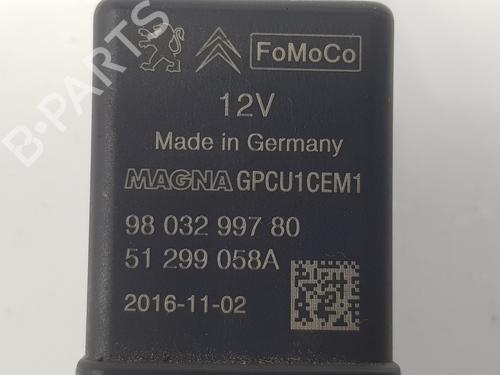 FoMoCo
12V
Made in Germany
MAGNA GPCU1CEM1
98 032 997 80
51 299 058A
2016-11-02
B-PARTS